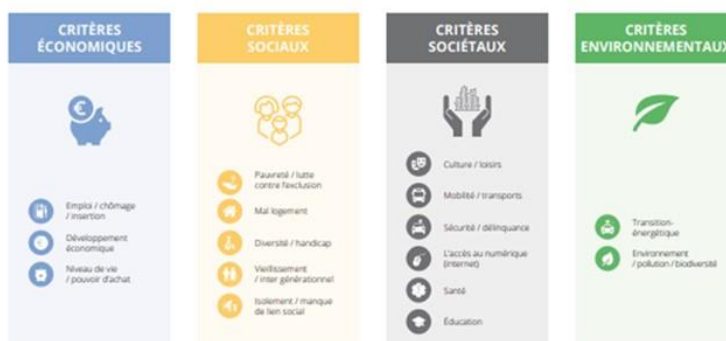 CRITÈRES
ÉCONOMIQUES
Emploi / chômage
/ insertion
Développement
économique
Niveau de vie
/ pouvoir d'achat
CRITÈRES
SOCIAUX
Pauvreté / lutte
contre l'exclusion
Mal logement
Diversité / handicap
Vieillissement
/ inter générationnel
Isolement / manque
de lien social
CRITÈRES
SOCIÉTAUX
Culture / loisirs
Mobilité / transports
Sécurité / délinquance
L'accès au numérique
(internet)
Santé
Éducation
CRITÈRES
ENVIRONNEMENTAUX
Transition-
énergétique
Environnement
/ pollution / biodiversité